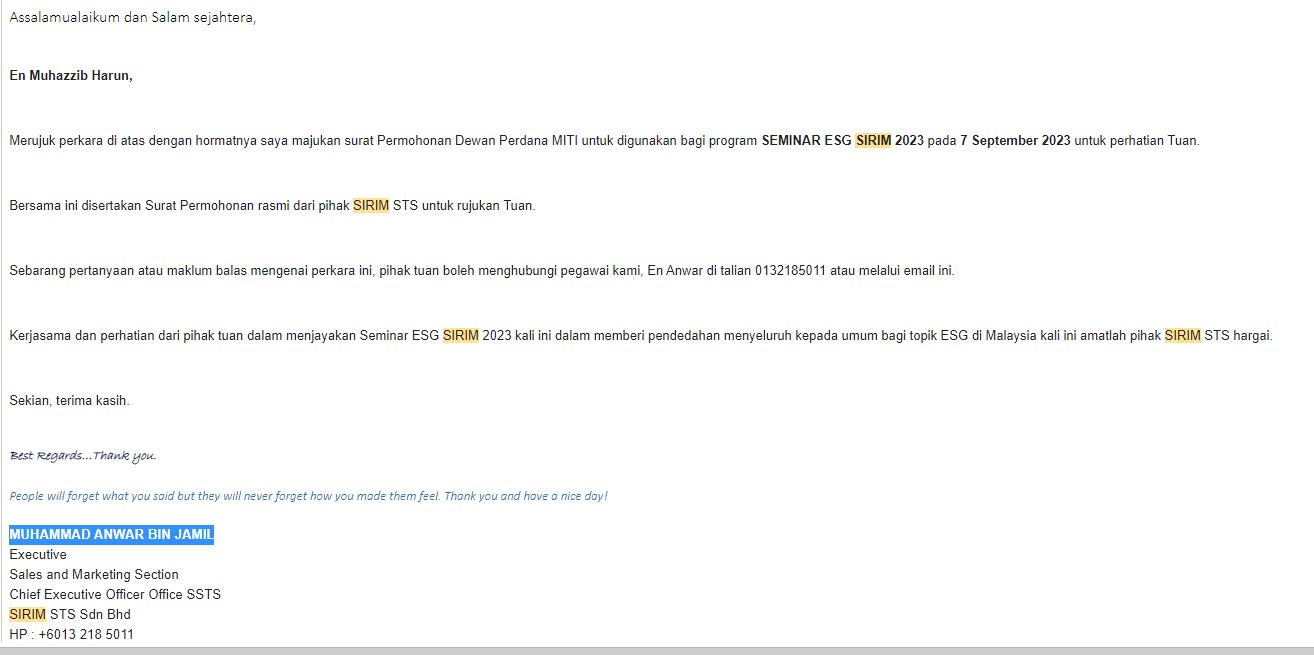 Assalamualaikum dan Salam sejahtera,
En Muhazzib Harun,
Merujuk perkara di atas dengan hormatnya saya majukan surat Permohonan Dewan Perdana MITI untuk digunakan bagi program SEMINAR ESG SIRIM 2023 pada 7 September 2023 untuk perhatian Tuan.
Bersama ini disertakan Surat Permohonan rasmi dari pihak SIRIM STS untuk rujukan Tuan.
Sebarang pertanyaan atau maklum balas mengenai perkara ini, pihak tuan boleh menghubungi pegawai kami, En Anwar di talian 0132185011 atau melalui email ini.
Kerjasama dan perhatian dari pihak tuan dalam menjayakan Seminar ESG SIRIM 2023 kali ini dalam memberi pendedahan menyeluruh kepada umum bagi topik ESG di Malaysia kali ini amatlah pihak SIRIM STS hargai.
Sekian, terima kasih.
Best Regards...Thank you.
People will forget what you said but they will never forget how you made them feel. Thank you and have a nice day!
MUHAMMAD ANWAR BIN JAMIL
Executive
Sales and Marketing Section
Chief Executive Officer Office SSTS
SIRIM STS Sdn Bhd
HP : +6013 218 5011